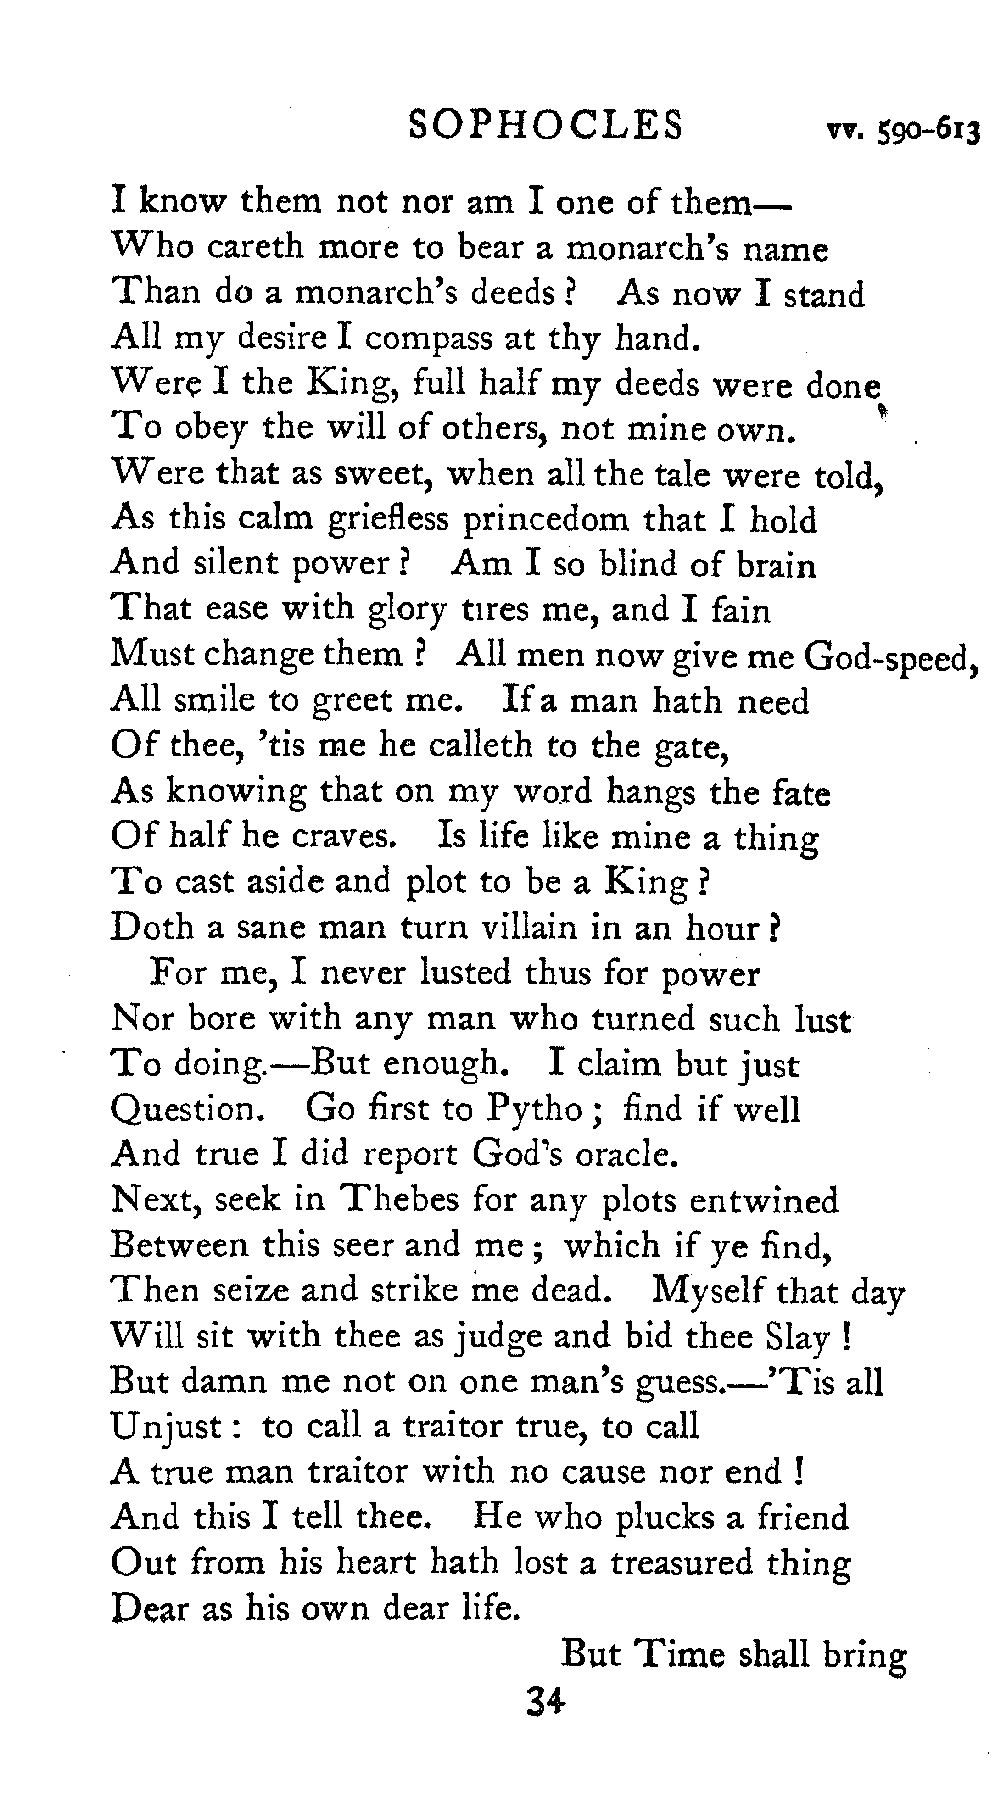 SOPHOCLES vv. 590-613
I know them not nor am I one of them—
Who careth more to bear a monarch's name
Than do a monarch's deeds ? As now I stand
All my desire I compass at thy hand.
Were I the King, full half my deeds were done
To obey the will of others, not mine own.
Were that as sweet, when all the tale were told,
As this calm griefless princedom that I hold
And silent power ? Am I so blind of brain
That ease with glory tires me, and I fain
Must change them ? All men now give me God-speed,
All smile to greet me. If a man hath need
Of thee, 'tis me he calleth to the gate,
As knowing that on my word hangs the fate
Of half he craves. Is life like mine a thing
To cast aside and plot to be a King ?
Doth a sane man turn villain in an hour ?
For me, I never lusted thus for power
Nor bore with any man who turned such lust
To doing.—But enough. I claim but just
Question. Go first to Pytho ; find if well
And true I did report God's oracle.
Next, seek in Thebes for any plots entwined
Between this seer and me ; which if ye find,
Then seize and strike me dead. Myself that day
Will sit with thee as judge and bid thee Slay !
But damn me not on one man's guess.—'Tis all
Unjust : to call a traitor true, to call
A true man traitor with no cause nor end !
And this I tell thee. He who plucks a friend
Out from his heart hath lost a treasured thing
Dear as his own dear life.
But Time shall bring
34